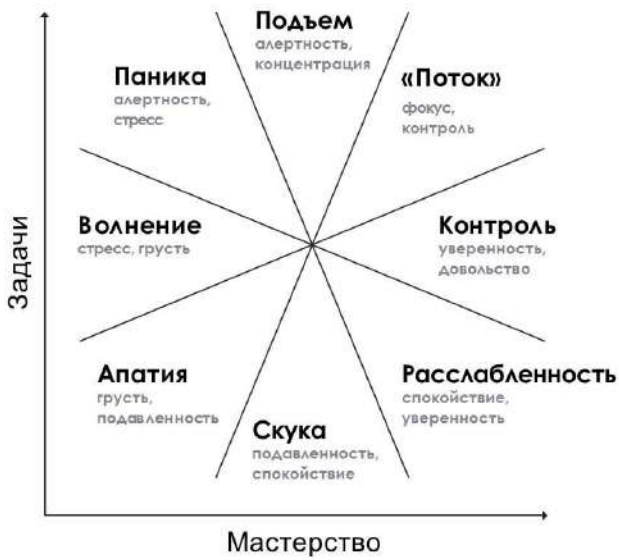 Подъем
алертность,
концентрация
Паника
алертность,
стресс
«Поток»
фокус,
контроль
Волнение
стресс, грусть
Контроль
уверенность,
довольство
Апатия
грусть,
подавленность
Скука
подавленность,
спокойствие
Расслабленность
спокойствие,
уверенность
Задачи
Мастерство